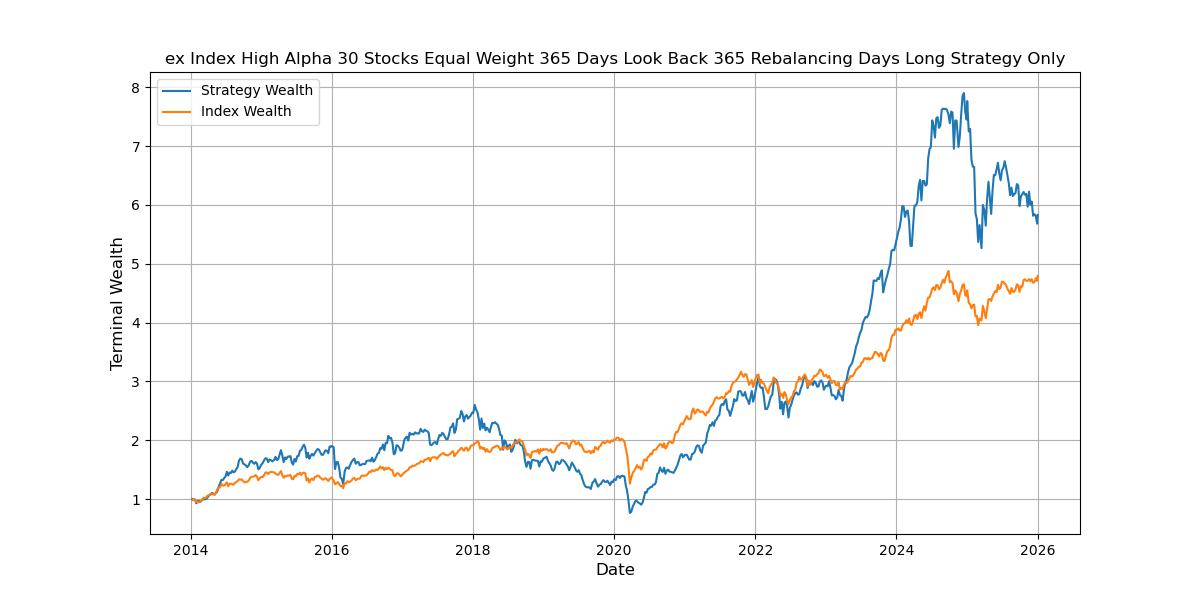 ex Index High Alpha 30 Stocks Equal Weight 365 Days Look Back 365 Rebalancing Days Long Strategy Only
Strategy Wealth
Index Wealth
Terminal Wealth
8
7
6
5
4
3
2
1
2014 2016 2018 2020 2022 2024 2026
Date